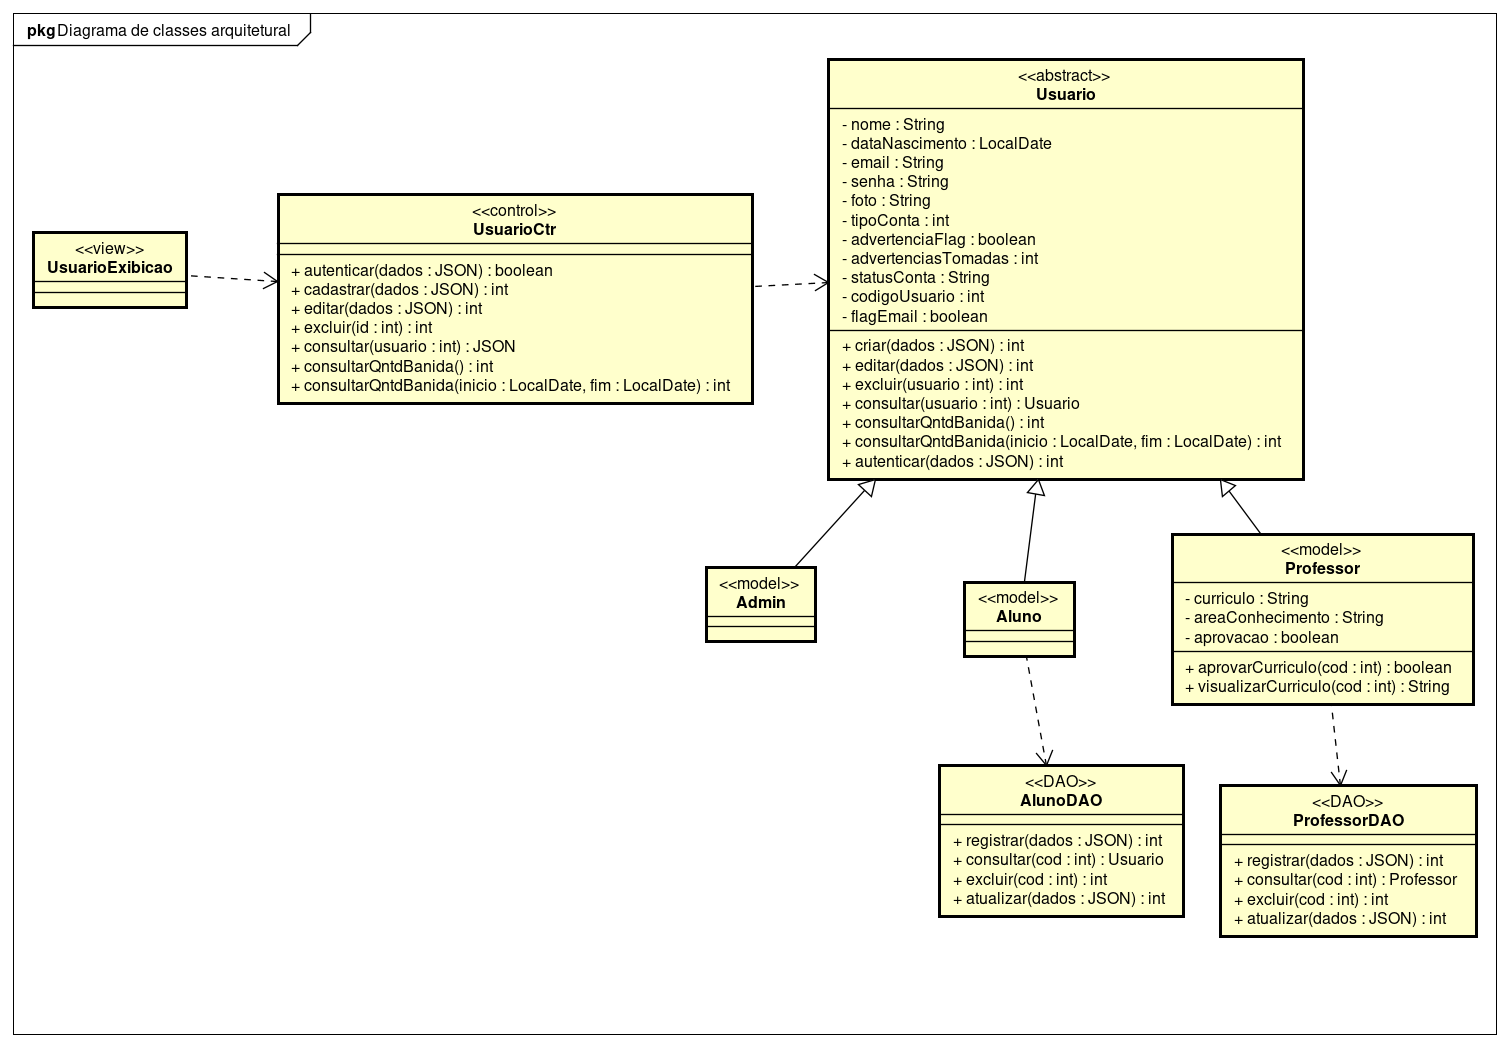 pkg Diagrama de classes arquitetural
<<view>>
UsuarioExibicao
<<control>>
UsuarioCtr
+ autenticar(dados : JSON) : boolean
+ cadastrar(dados : JSON) : int
+ editar(dados : JSON) : int
+ excluir(id : int) : int
+ consultar(usuario : int) : JSON
+ consultarQntdBanida() : int
+ consultarQntdBanida(inicio : LocalDate, fim : LocalDate) : int
<<abstract>>
Usuario
- nome : String
- dataNascimento : LocalDate
- email : String
- senha : String
- foto : String
- tipoConta : int
- advertenciaFlag : boolean
- advertenciasTomadas : int
- statusConta : String
- codigoUsuario : int
- flagEmail : boolean
+ criar(dados : JSON) : int
+ editar(dados : JSON) : int
+ excluir(usuario : int) : int
+ consultar(usuario : int) : Usuario
+ consultarQntdBanida() : int
+ consultarQntdBanida(inicio : LocalDate, fim : LocalDate) : int
+ autenticar(dados : JSON) : int
<<model>>
Admin
<<model>>
Aluno
<<model>>
Professor
- curriculo : String
- areaConhecimento : String
- aprovacao : boolean
+ aprovarCurriculo(cod : int) : boolean
+ visualizarCurriculo(cod : int) : String
<<DAO>>
AlunoDAO
+ registrar(dados : JSON) : int
+ consultar(cod : int) : Usuario
+ excluir(cod : int) : int
+ atualizar(dados : JSON) : int
<<DAO>>
ProfessorDAO
+ registrar(dados : JSON) : int
+ consultar(cod : int) : Professor
+ excluir(cod : int) : int
+ atualizar(dados : JSON) : int